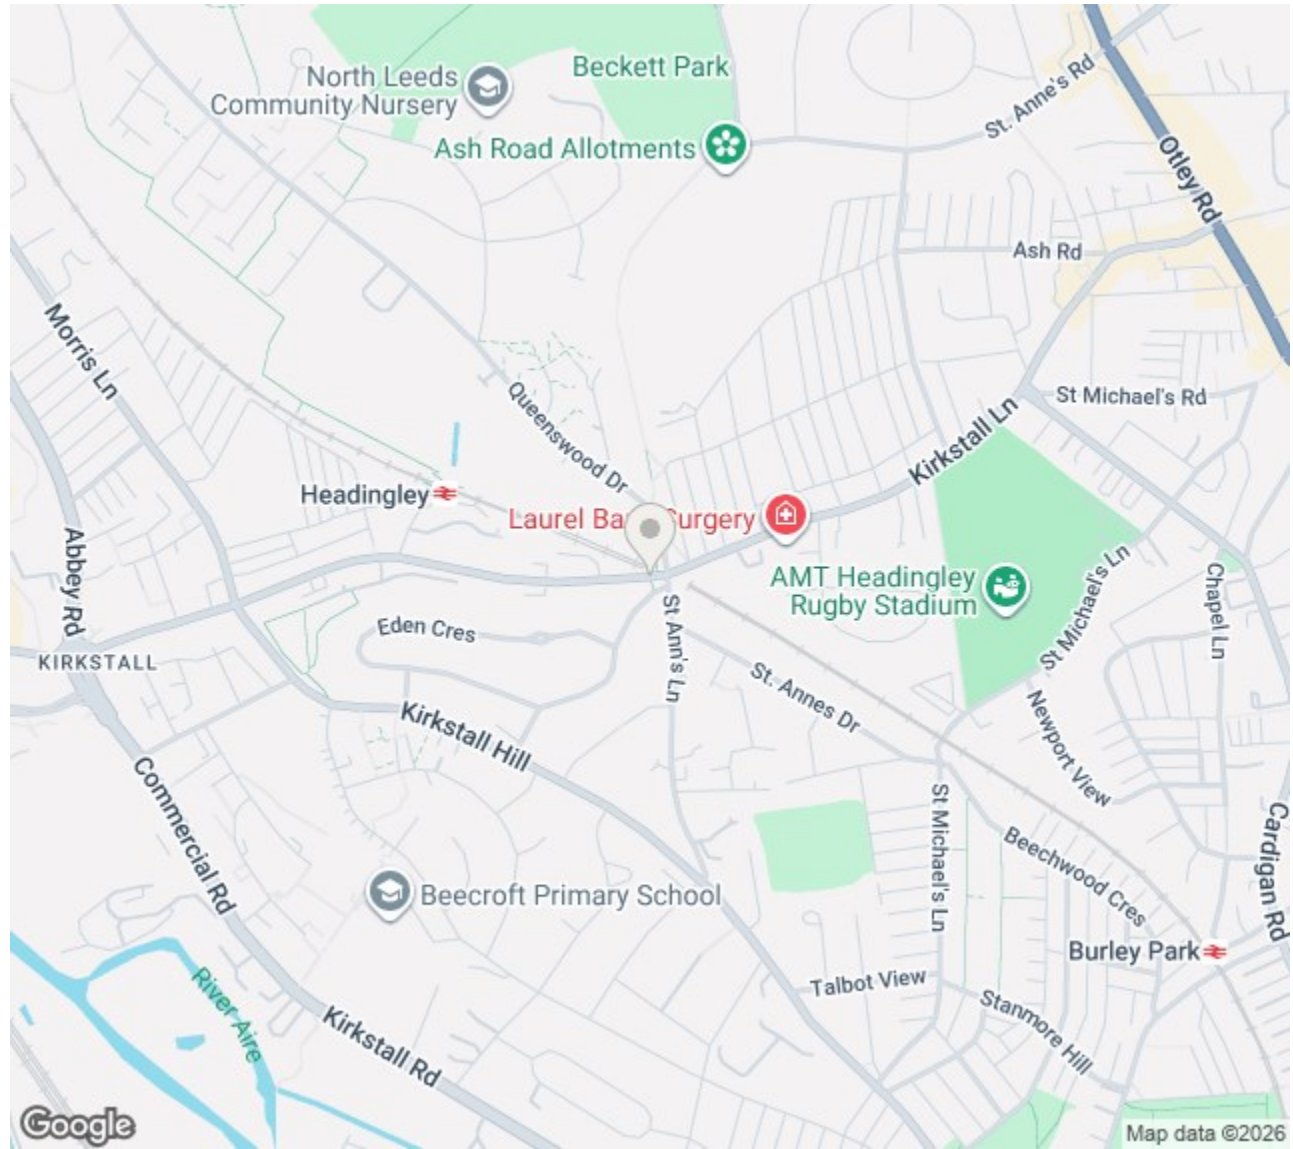 Beckett Park
North Leeds
Community Nursery
Ash Road Allotments
St. Anne's Rd
Otley Rd
Ash Rd
Morris Ln
St Michael's Rd
Queenswood Dr
Kirkstall Ln
Headingley
Laurel Ba Surgery
Abbey Rd
AMT Headingley
Rugby Stadium
St Michael's Ln
Chapel Ln
Eden Cres
St Ann's Ln
KIRKSTALL
St. Annes Dr
Newport View
Kirkstall Hill
Commercial Rd
St Michael's Ln
Cardigan Rd
Beechwood Cres
Beecroft Primary School
Burley Park
River Aire
Talbot View
Stanmore Hill
Kirkstall Rd
Google
Map data ©2026